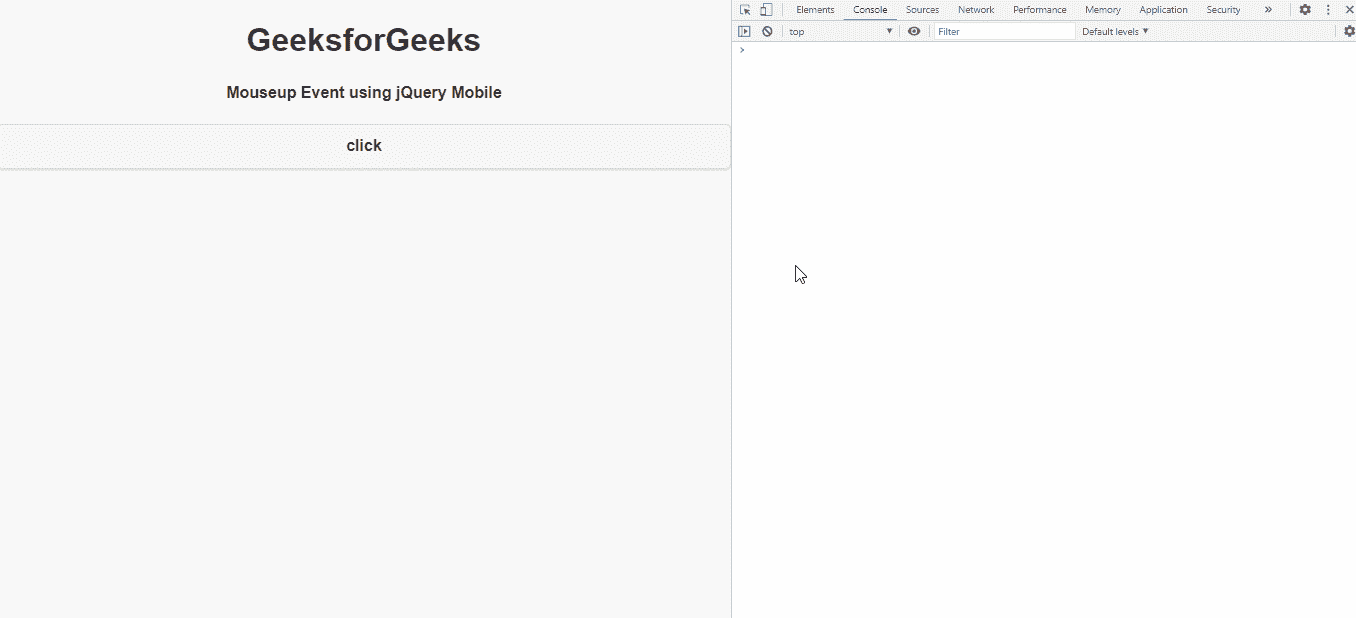 GeeksforGeeks
Mouseup Event using jQuery Mobile
click
Elements Console Sources Network Performance Memory Application Security »
top Filter Default levels